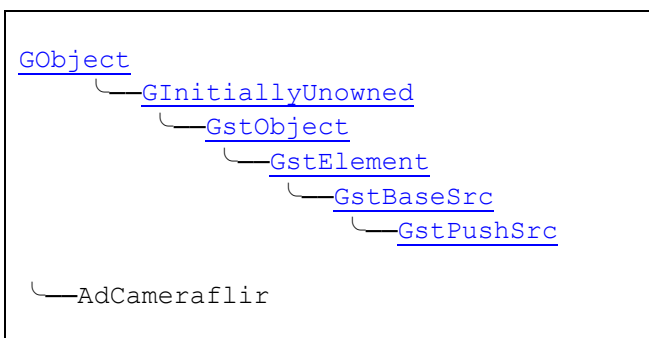 GObject
╰──GInitiallyUnowned
╰──GstObject
╰──GstElement
╰──GstBaseSrc
╰──GstPushSrc
╰──AdCameraflir